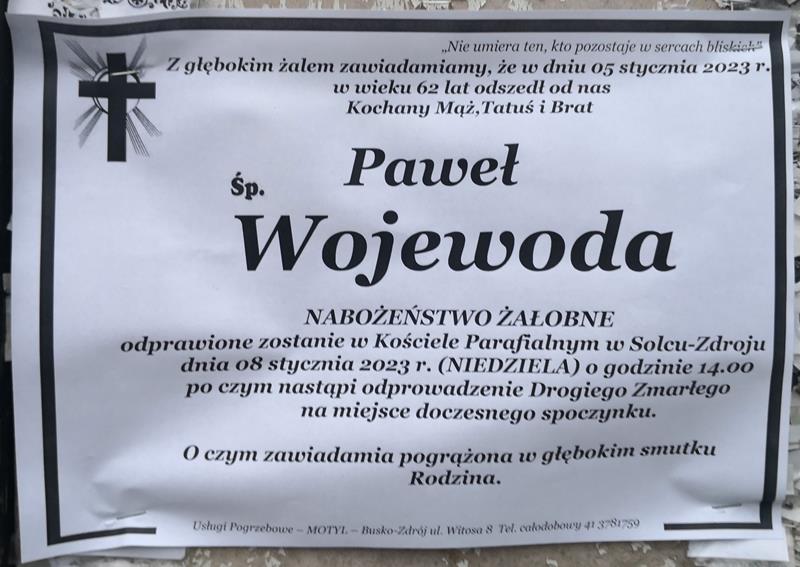 „Nie umiera ten, kto pozostaje w sercach bliskich”
Z głębokim żalem zawiadamiamy, że w dniu 05 stycznia 2023 r.
w wieku 62 lat odszedł od nas
Kochany Mąż,Tatuś i Brat
Paweł
Śp.
Wojewoda
NABOŻEŃSTWO ŻAŁOBNE
odprawione zostanie w Kościele Parafialnym w Solcu-Zdroju
dnia 08 stycznia 2023 r. (NIEDZIELA) o godzinie 14.00
po czym nastąpi odprowadzenie Drogiego Zmarłego
na miejsce doczesnego spoczynku.
O czym zawiadamia pogrążona w głębokim smutku
Rodzina.
Usługi Pogrzebowe – MOTYL – Busko-Zdrój ul. Witosa 8 Tel. całodobowy 41 3781759